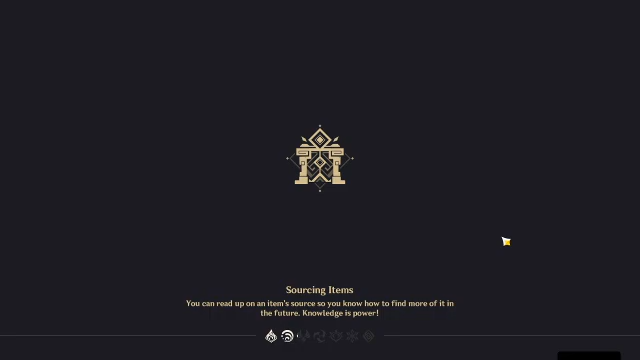 Sourcing Items
You can read up on an item's source so you know how to find more of it in
the future. Knowledge is power!